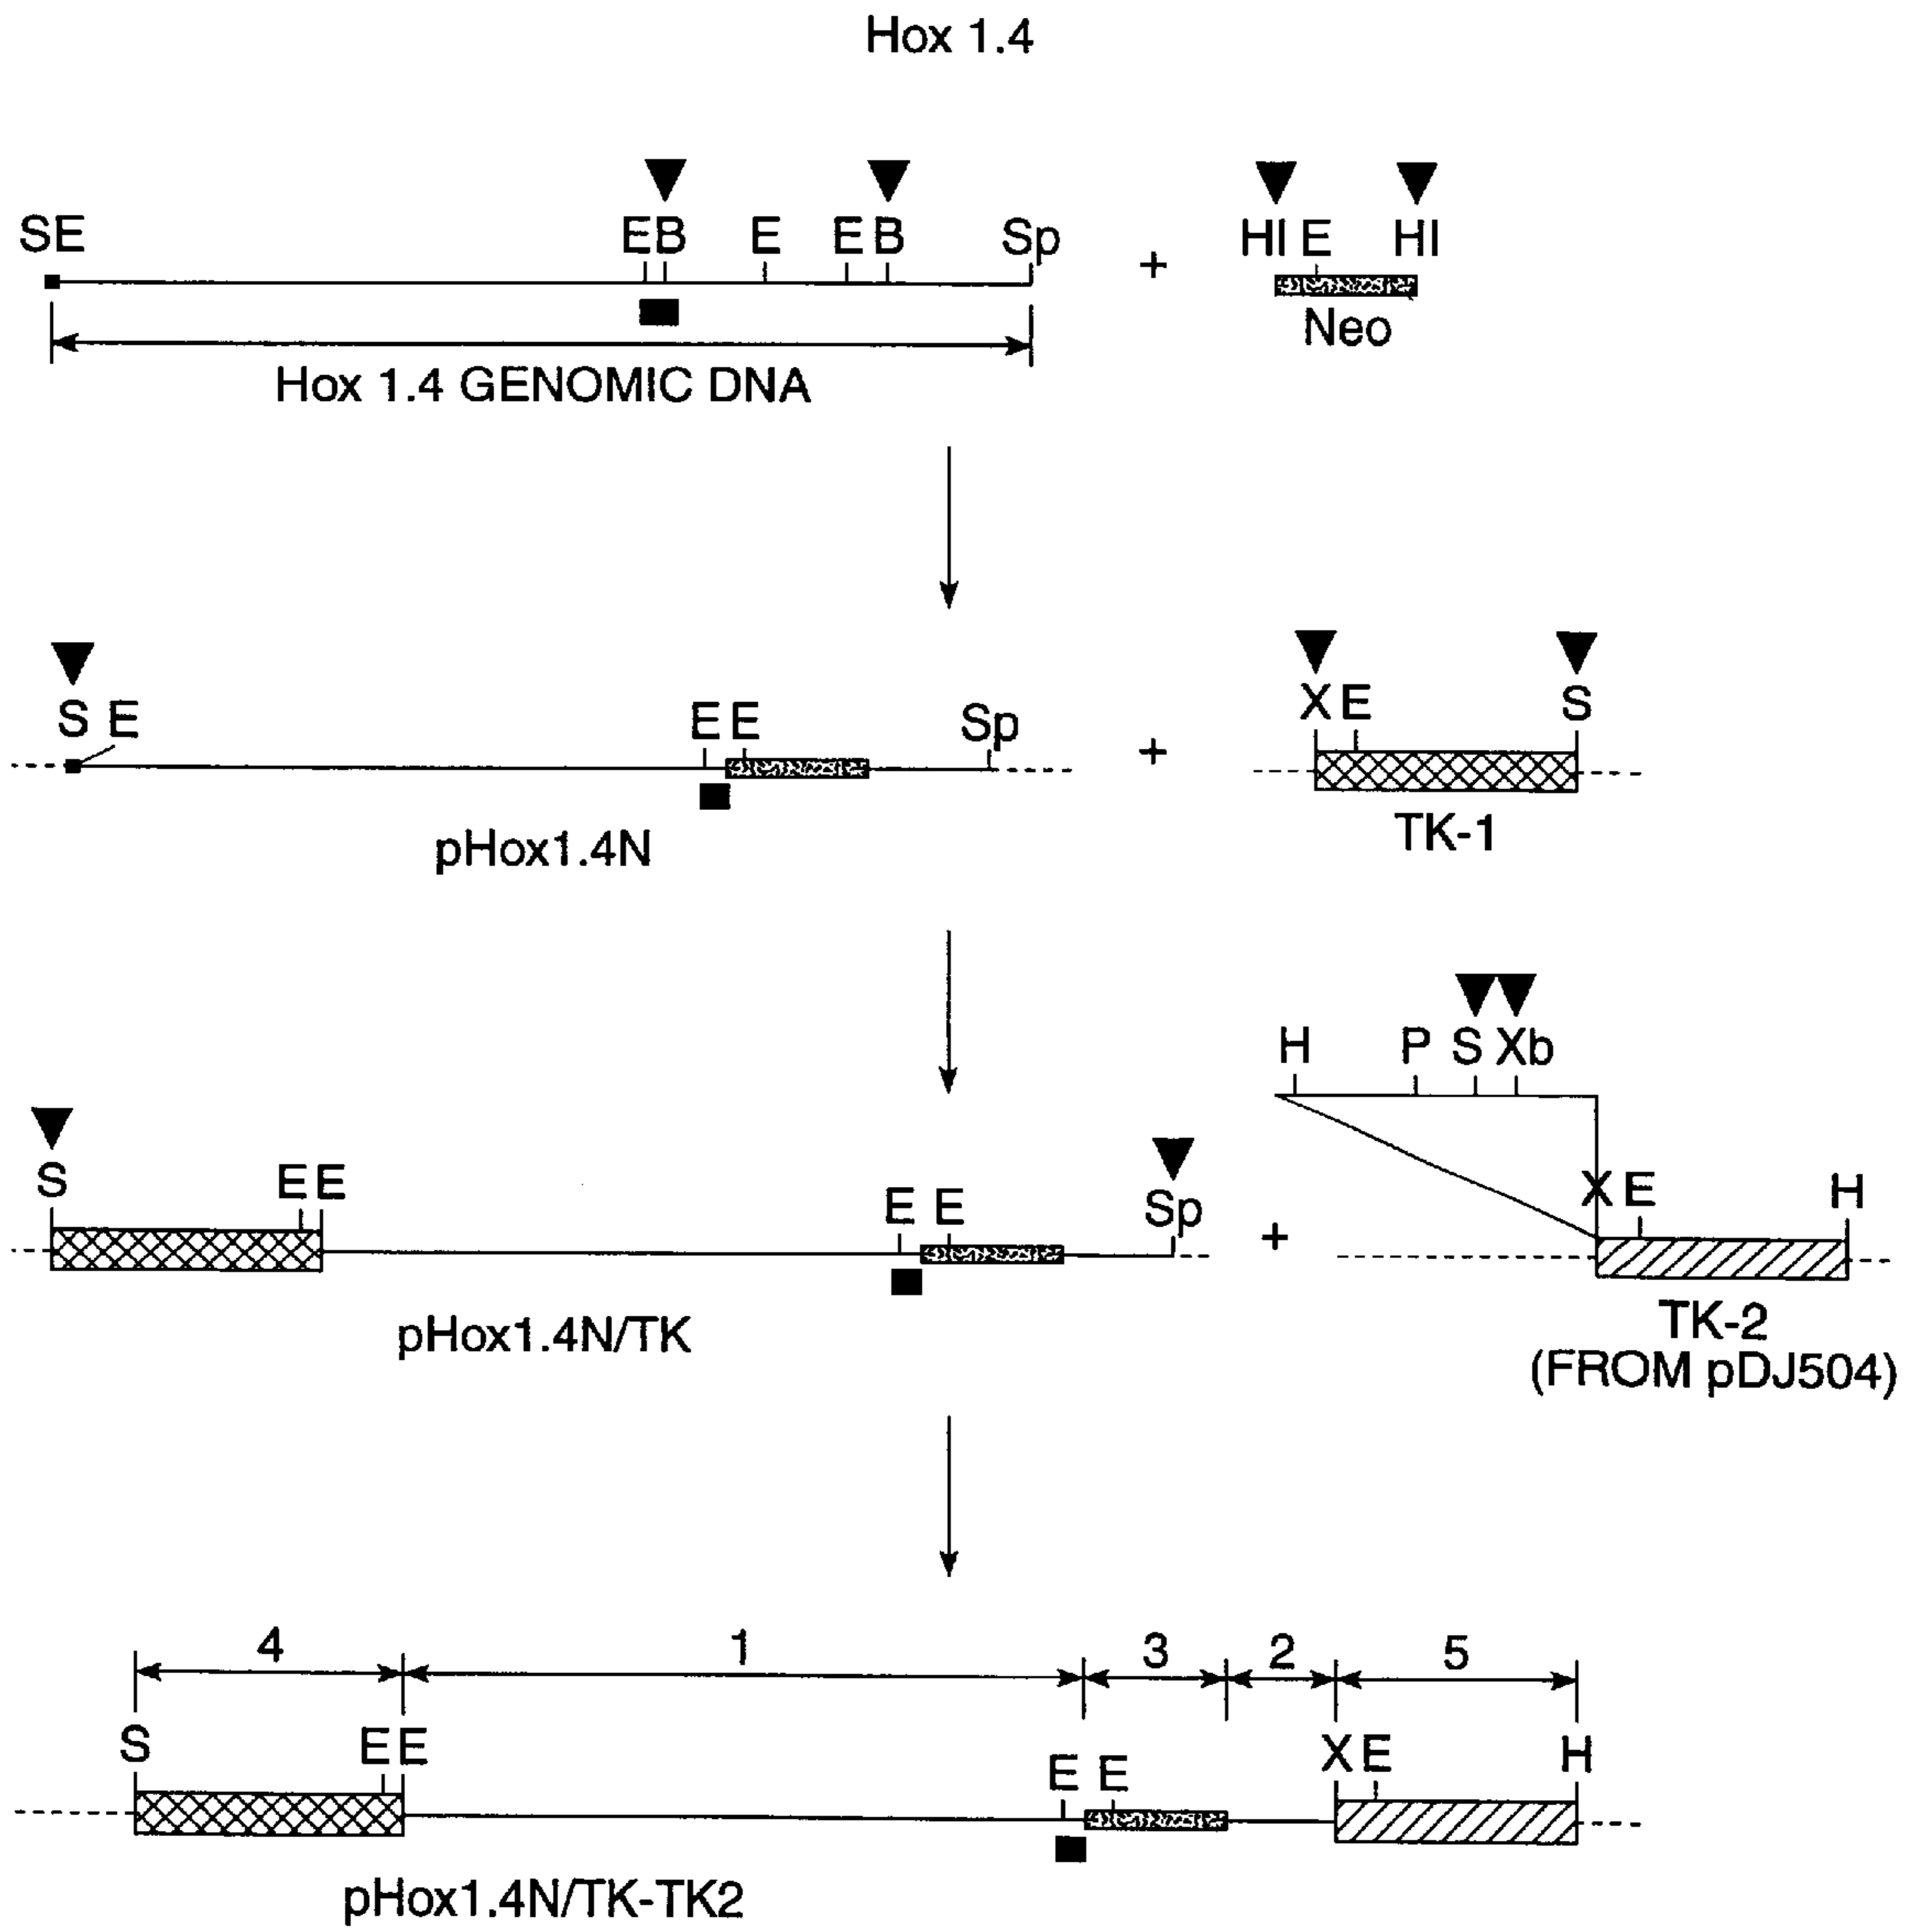 Hox 1.4
SE EB E E B Sp + HI E HI
Neo
Hox 1.4 GENOMIC DNA
S E E E Sp + X E S
pHox1.4N
TK-1
H P S Xb
S E E E E Sp + X E H
pHox1.4N/TK
TK-2
(FROM pDJ504)
4 1 3 2 5
S E E E E X E H
pHox1.4N/TK-TK2